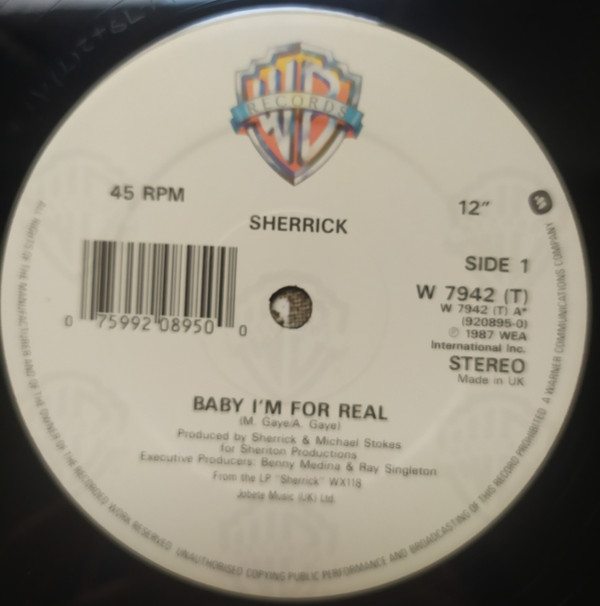 WB
RECORDS
45 RPM
12"
SHERRICK
SIDE 1
W 7942 (T)
W 7942 (T) A*
(920895-0)
℗ 1987 WEA
International Inc.
STEREO
Made in UK
0 75992 08950 0
BABY I'M FOR REAL
(M. Gaye/A. Gaye)
Produced by Sherrick & Michael Stokes
for Sheriton Productions
Executive Producers: Benny Medina & Ray Singleton
From the LP "Sherrick" WX118
Jobete Music (UK) Ltd.
ALL RIGHTS OF THE MANUFACTURER AND OF THE OWNER OF THE RECORDED WORK RESERVED UNAUTHORISED COPYING PUBLIC PERFORMANCE AND BROADCASTING OF THIS RECORD PROHIBITED A WARNER COMMUNICATIONS COMPANY